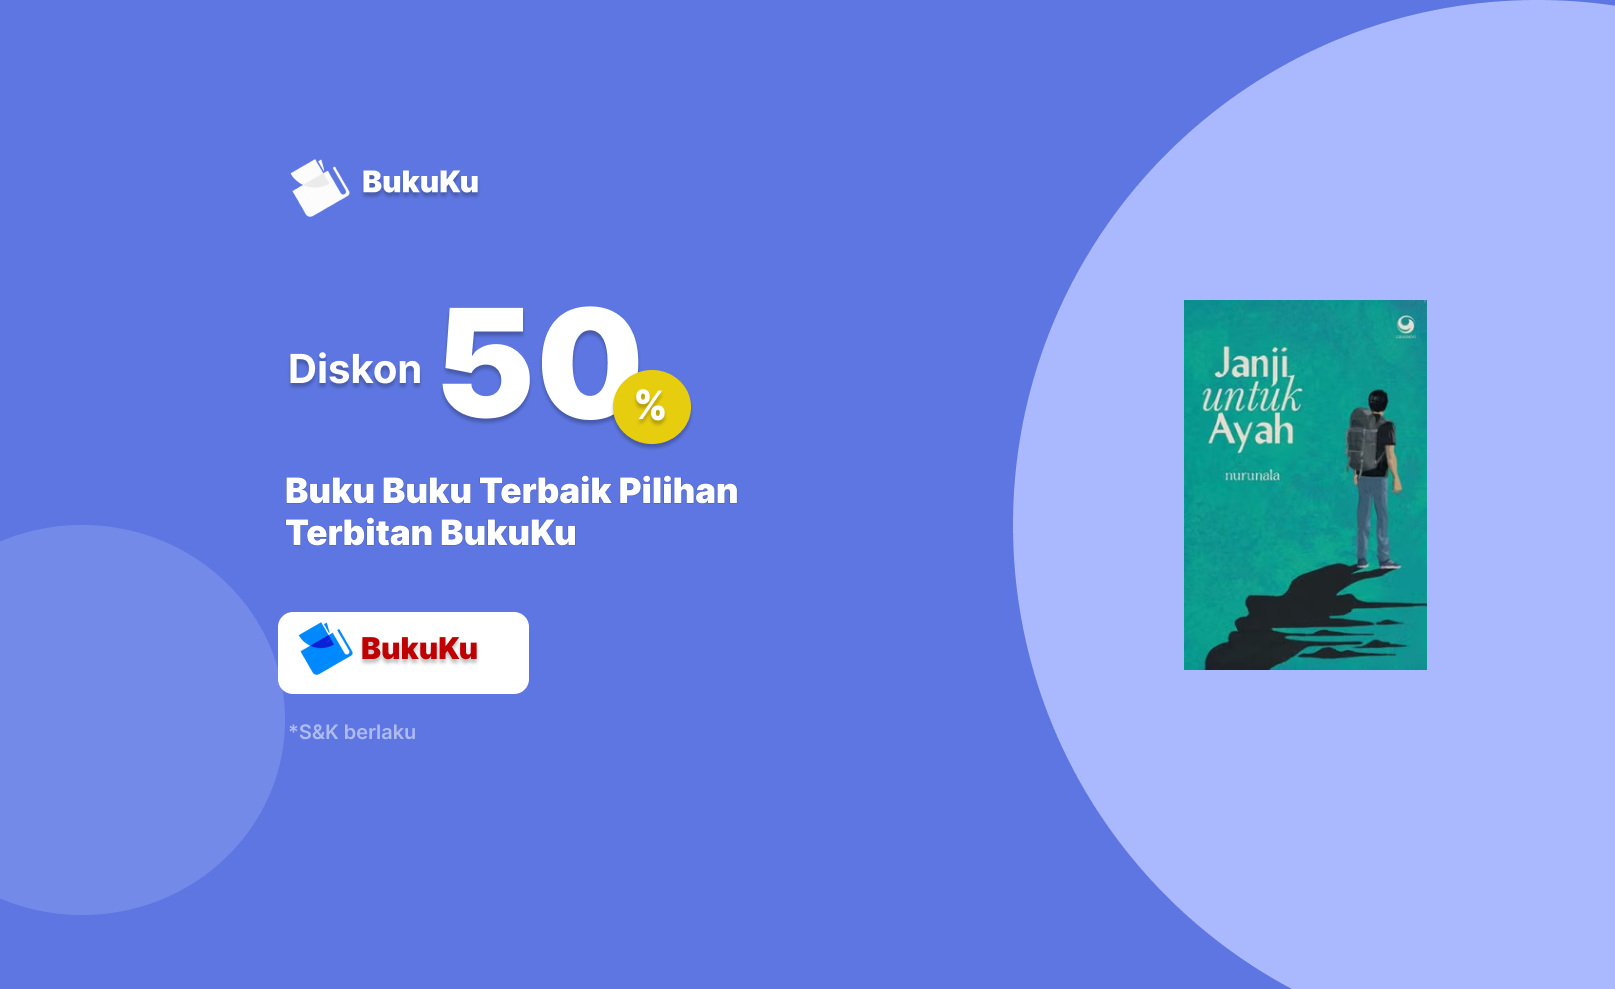 BukuKu
Diskon 50%
Buku Buku Terbaik Pilihan
Terbitan BukuKu
BukuKu
*S&K berlaku
Janji
untuk
Ayah
nurunala